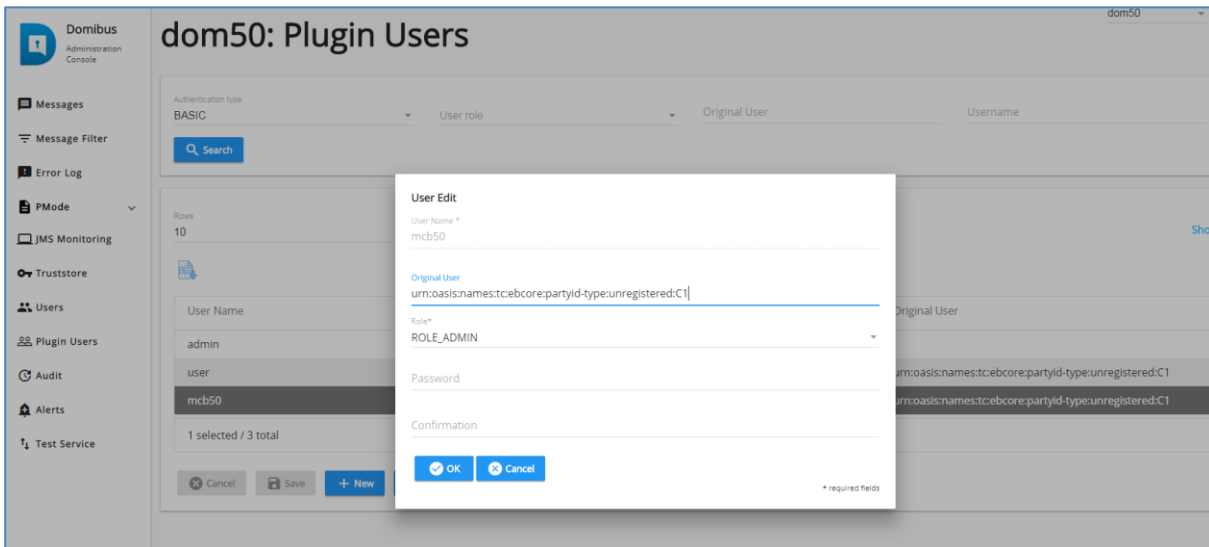 Domibus
Administration
Console
Messages
Message Filter
Error Log
PMode
JMS Monitoring
Truststore
Users
Plugin Users
Audit
Alerts
Test Service
dom50
dom50: Plugin Users
Authentication type
BASIC
User role
Original User
Username
Search
Rows
10
Sho
User Name
Original User
admin
user
urn:oasis:names:tc:ebcore:partyid-type:unregistered:C1
mcb50
urn:oasis:names:tc:ebcore:partyid-type:unregistered:C1
1 selected / 3 total
Cancel
Save
+ New
User Edit
User Name *
mcb50
Original User
urn:oasis:names:tc:ebcore:partyid-type:unregistered:C1
Role*
ROLE_ADMIN
Password
Confirmation
OK
Cancel
* required fields